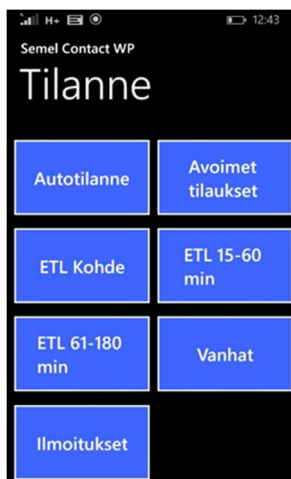 H+ 12:43
Semel Contact WP
Tilanne
Autotilanne
Avoimet
tilaukset
ETL Kohde
ETL 15-60
min
ETL 61-180
min
Vanhat
Ilmoitukset